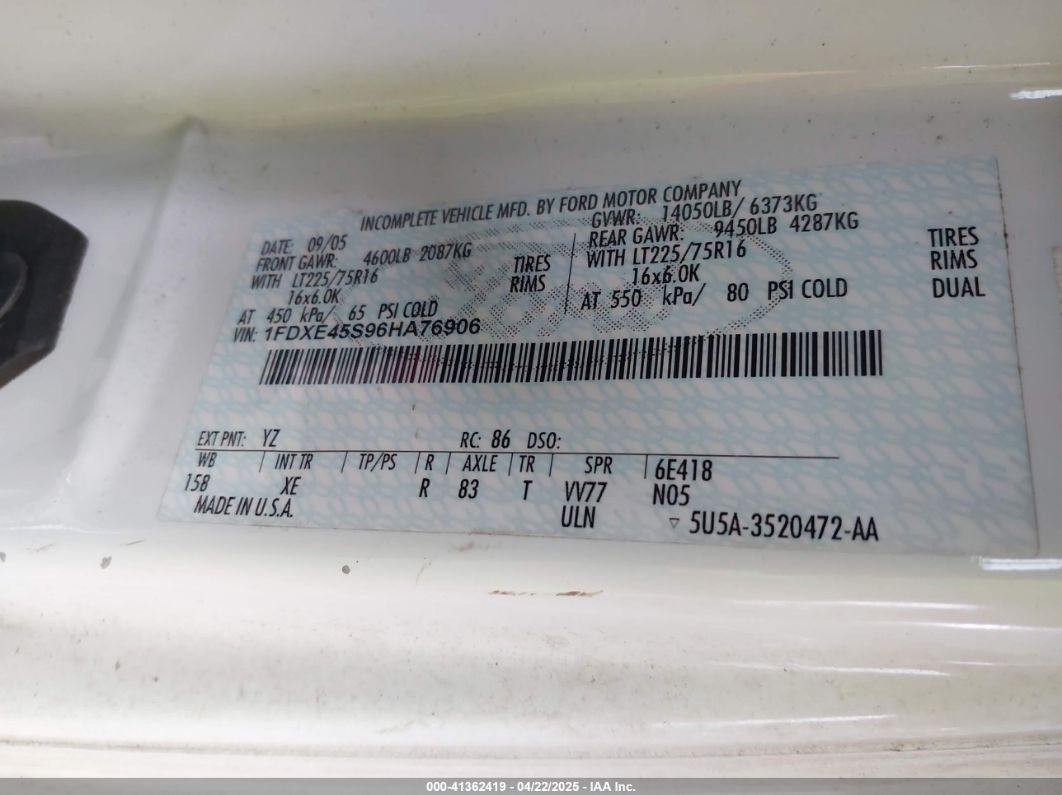 INCOMPLETE VEHICLE MFD. BY FORD MOTOR COMPANY
DATE: 09/05 GVWR: 14050LB/ 6373KG
FRONT GAWR: 4600LB 2087KG REAR GAWR: 9450LB 4287KG
WITH LT225/75R16 TIRES WITH LT225/75R16 TIRES
16x6.0K RIMS 16x6.0K RIMS
AT 450 kPa/ 65 PSI COLD AT 550 kPa/ 80 PSI COLD DUAL
VIN: 1FDXE45S96HA76906
EXT PNT: YZ RC: 86 DSO:
WB | INT TR | TP/PS | R | AXLE | TR | SPR | 6E418
158 XE R 83 T VV77 N05
MADE IN U.S.A. ULN ▽ 5U5A-3520472-AA
000-41362419 - 04/22/2025 - IAA Inc.